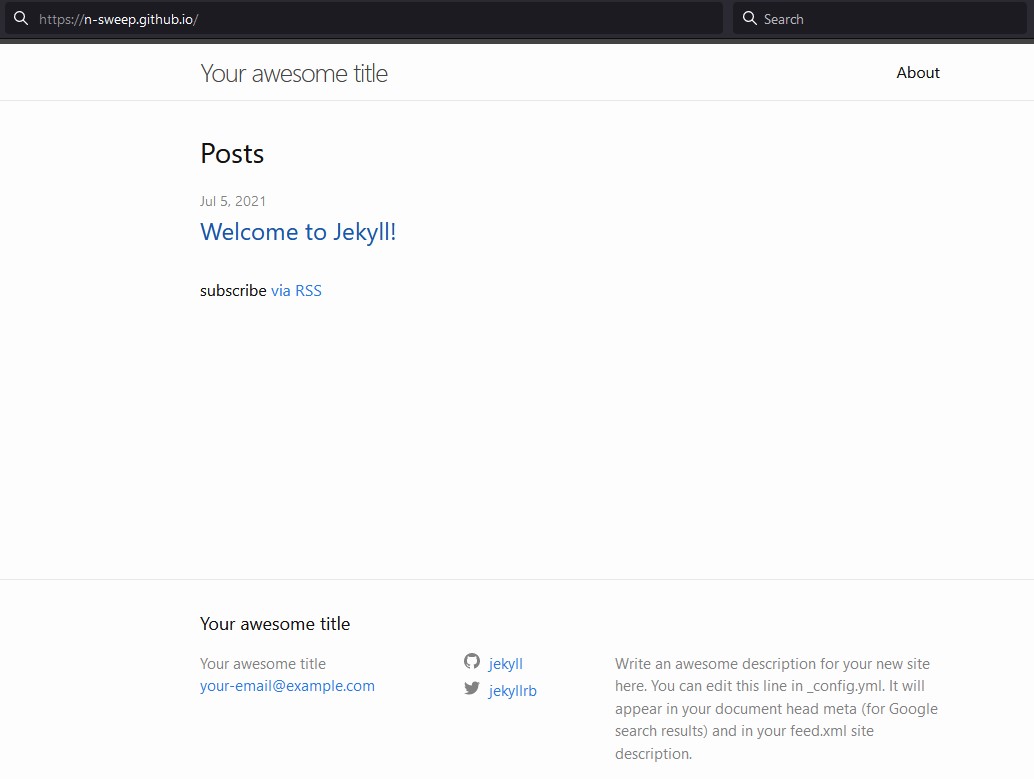 https://n-sweep.github.io/
Search
Your awesome title
About
Posts
Jul 5, 2021
Welcome to Jekyll!
subscribe via RSS
Your awesome title
Your awesome title
your-email@example.com
jekyll
jekyllrb
Write an awesome description for your new site
here. You can edit this line in _config.yml. It will
appear in your document head meta (for Google
search results) and in your feed.xml site
description.